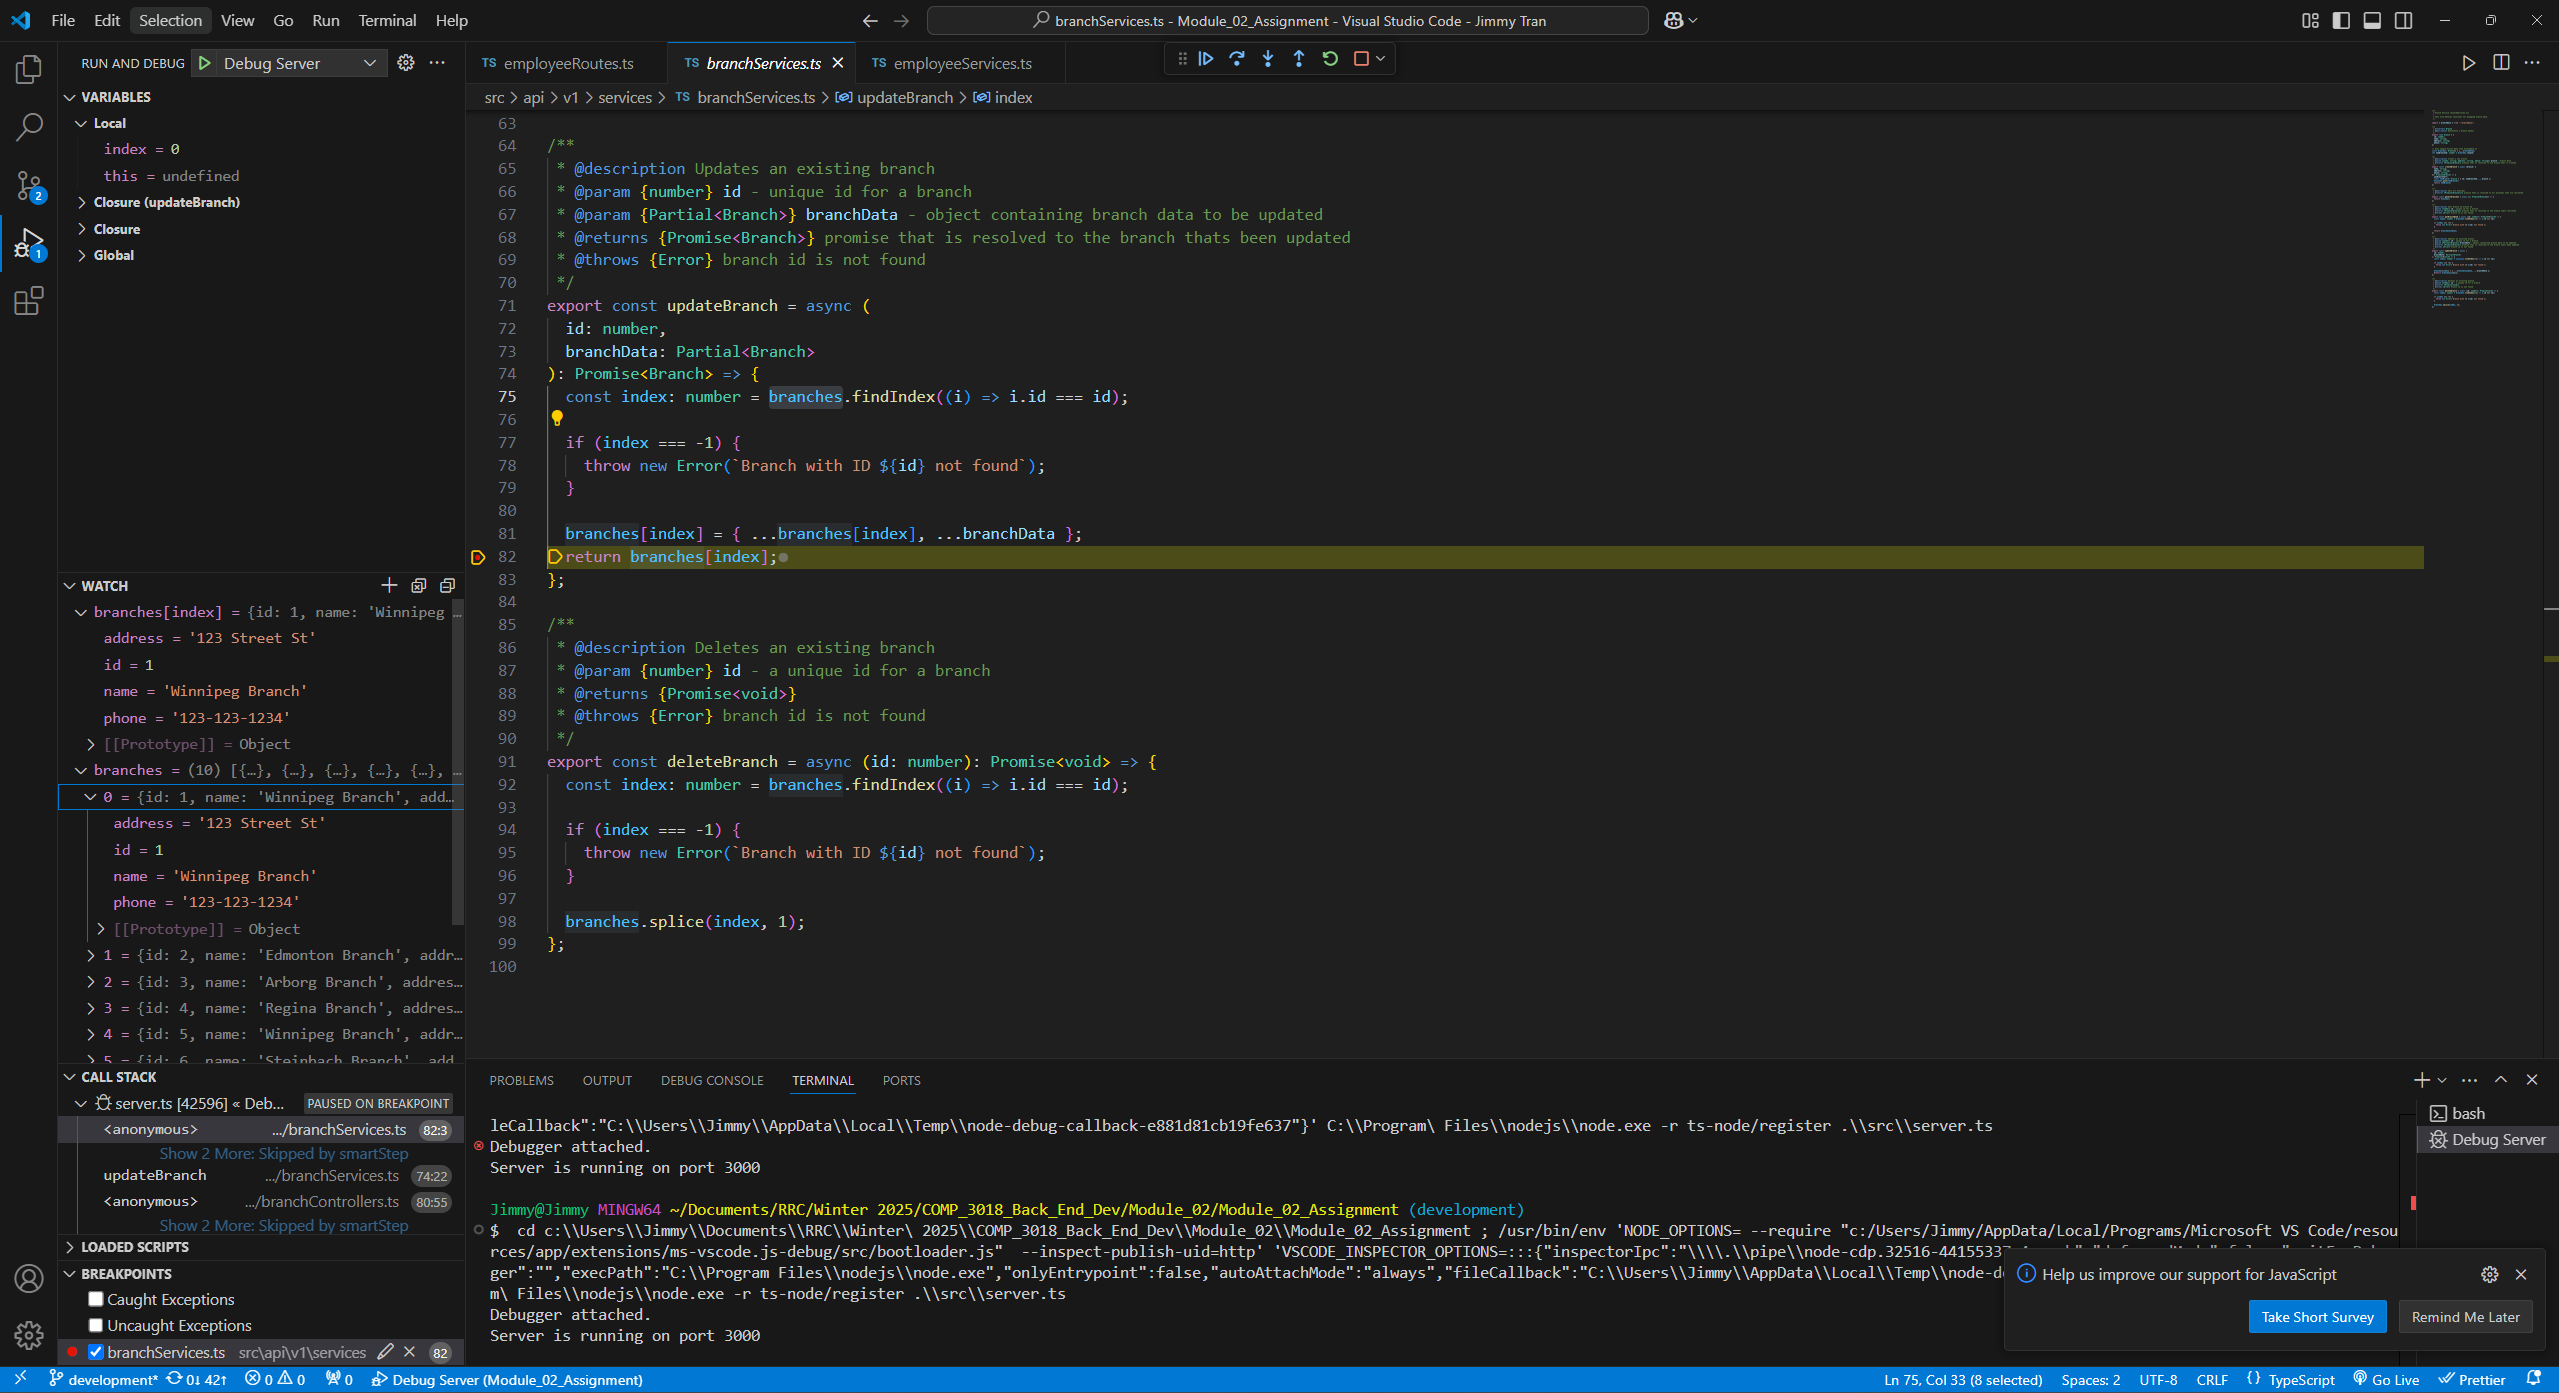 File Edit Selection View Go Run Terminal Help
branchServices.ts - Module_02_Assignment - Visual Studio Code - Jimmy Tran
RUN AND DEBUG Debug Server
VARIABLES
Local
index = 0
this = undefined
Closure (updateBranch)
Closure
Global
WATCH
branches[index] = {id: 1, name: 'Winnipeg …
address = '123 Street St'
id = 1
name = 'Winnipeg Branch'
phone = '123-123-1234'
[[Prototype]] = Object
branches = (10) [{…}, {…}, {…}, {…}, {…}, …
0 = {id: 1, name: 'Winnipeg Branch', add…
address = '123 Street St'
id = 1
name = 'Winnipeg Branch'
phone = '123-123-1234'
[[Prototype]] = Object
1 = {id: 2, name: 'Edmonton Branch', addr…
2 = {id: 3, name: 'Arborg Branch', addres…
3 = {id: 4, name: 'Regina Branch', addres…
4 = {id: 5, name: 'Winnipeg Branch', addr…
5 = {id: 6, name: 'Steinbach Branch', add
CALL STACK
server.ts [42596] « Deb... PAUSED ON BREAKPOINT
<anonymous> .../branchServices.ts 82:3
Show 2 More: Skipped by smartStep
updateBranch .../branchServices.ts 74:22
<anonymous> .../branchControllers.ts 80:55
Show 2 More: Skipped by smartStep
LOADED SCRIPTS
BREAKPOINTS
Caught Exceptions
Uncaught Exceptions
branchServices.ts src\api\v1\services 82
TS employeeRoutes.ts TS branchServices.ts TS employeeServices.ts
src > api > v1 > services > TS branchServices.ts > updateBranch > index
63
64 /**
65 * @description Updates an existing branch
66 * @param {number} id - unique id for a branch
67 * @param {Partial<Branch>} branchData - object containing branch data to be updated
68 * @returns {Promise<Branch>} promise that is resolved to the branch thats been updated
69 * @throws {Error} branch id is not found
70 */
71 export const updateBranch = async (
72 id: number,
73 branchData: Partial<Branch>
74 ): Promise<Branch> => {
75 const index: number = branches.findIndex((i) => i.id === id);
76
77 if (index === -1) {
78 throw new Error(`Branch with ID ${id} not found`);
79 }
80
81 branches[index] = { ...branches[index], ...branchData };
82 return branches[index];
83 };
84
85 /**
86 * @description Deletes an existing branch
87 * @param {number} id - a unique id for a branch
88 * @returns {Promise<void>}
89 * @throws {Error} branch id is not found
90 */
91 export const deleteBranch = async (id: number): Promise<void> => {
92 const index: number = branches.findIndex((i) => i.id === id);
93
94 if (index === -1) {
95 throw new Error(`Branch with ID ${id} not found`);
96 }
97
98 branches.splice(index, 1);
99 };
100
PROBLEMS OUTPUT DEBUG CONSOLE TERMINAL PORTS
leCallback":"C:\\Users\\Jimmy\\AppData\\Local\\Temp\\node-debug-callback-e881d81cb19fe637"}' C:\\Program\ Files\\nodejs\\node.exe -r ts-node/register .\\src\\server.ts
Debugger attached.
Server is running on port 3000
Jimmy@Jimmy MINGW64 ~/Documents/RRC/Winter 2025/COMP_3018_Back_End_Dev/Module_02/Module_02_Assignment (development)
$ cd c:\\Users\\Jimmy\\Documents\\RRC\\Winter\ 2025\\COMP_3018_Back_End_Dev\\Module_02\\Module_02_Assignment ; /usr/bin/env 'NODE_OPTIONS= --require "c:/Users/Jimmy/AppData/Local/Programs/Microsoft VS Code/resou
rces/app/extensions/ms-vscode.js-debug/src/bootloader.js" --inspect-publish-uid=http' 'VSCODE_INSPECTOR_OPTIONS=:::{"inspectorIpc":"\\\\.\\pipe\\node-cdp.32516-44155337
ger":"","execPath":"C:\\Program Files\\nodejs\\node.exe","onlyEntrypoint":false,"autoAttachMode":"always","fileCallback":"C:\\Users\\Jimmy\\AppData\\Local\\Temp\\node-d
m\ Files\\nodejs\\node.exe -r ts-node/register .\\src\\server.ts
Debugger attached.
Server is running on port 3000
bash
Debug Server
Help us improve our support for JavaScript
Take Short Survey Remind Me Later
2
1
development* 0↓ 42↑ 0 0 0 Debug Server (Module_02_Assignment) Ln 75, Col 33 (8 selected) Spaces: 2 UTF-8 CRLF {} TypeScript Go Live Prettier